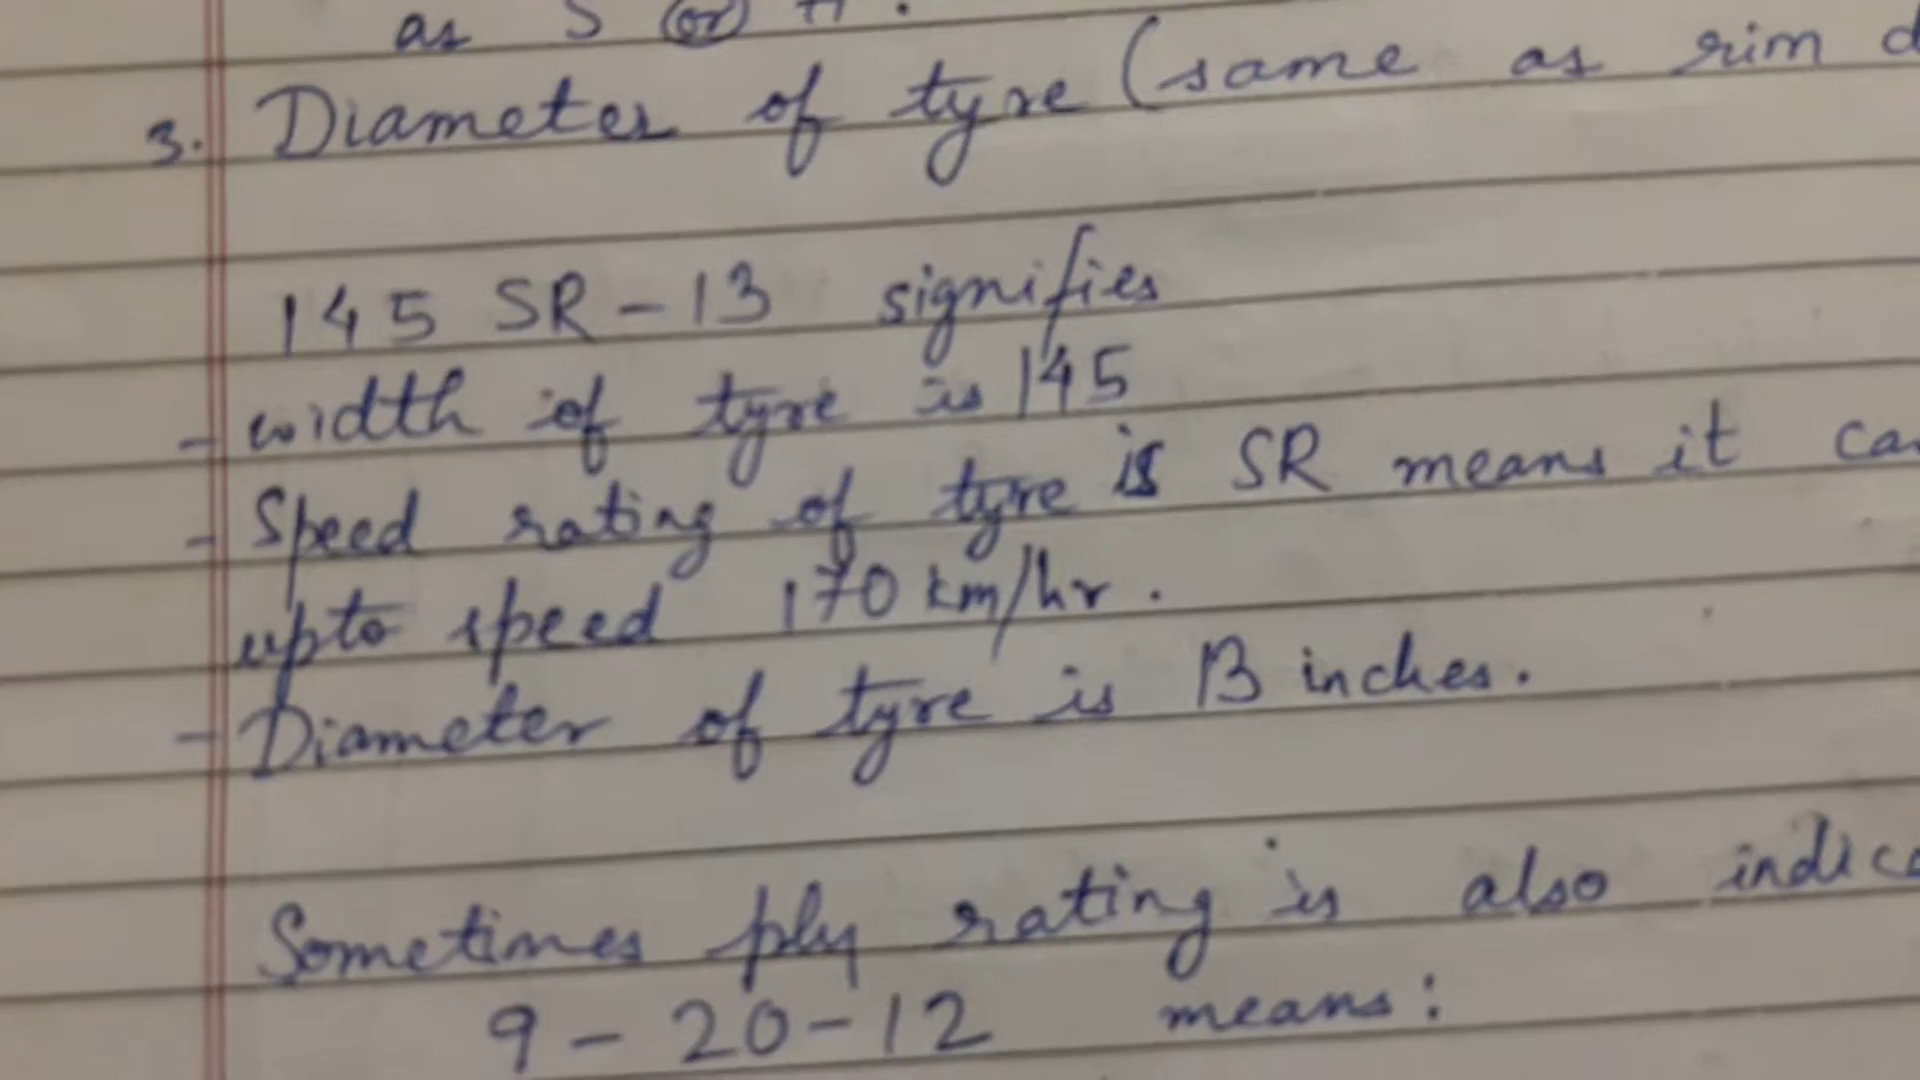 as S or H.
3. Diameter of tyre (same as rim d
145 SR-13 signifies
- width of tyre is 145
- Speed rating of tyre is SR means it ca
upto speed 170 km/hr.
- Diameter of tyre is 13 inches.
Sometimes ply rating is also indica
9-20-12 means: